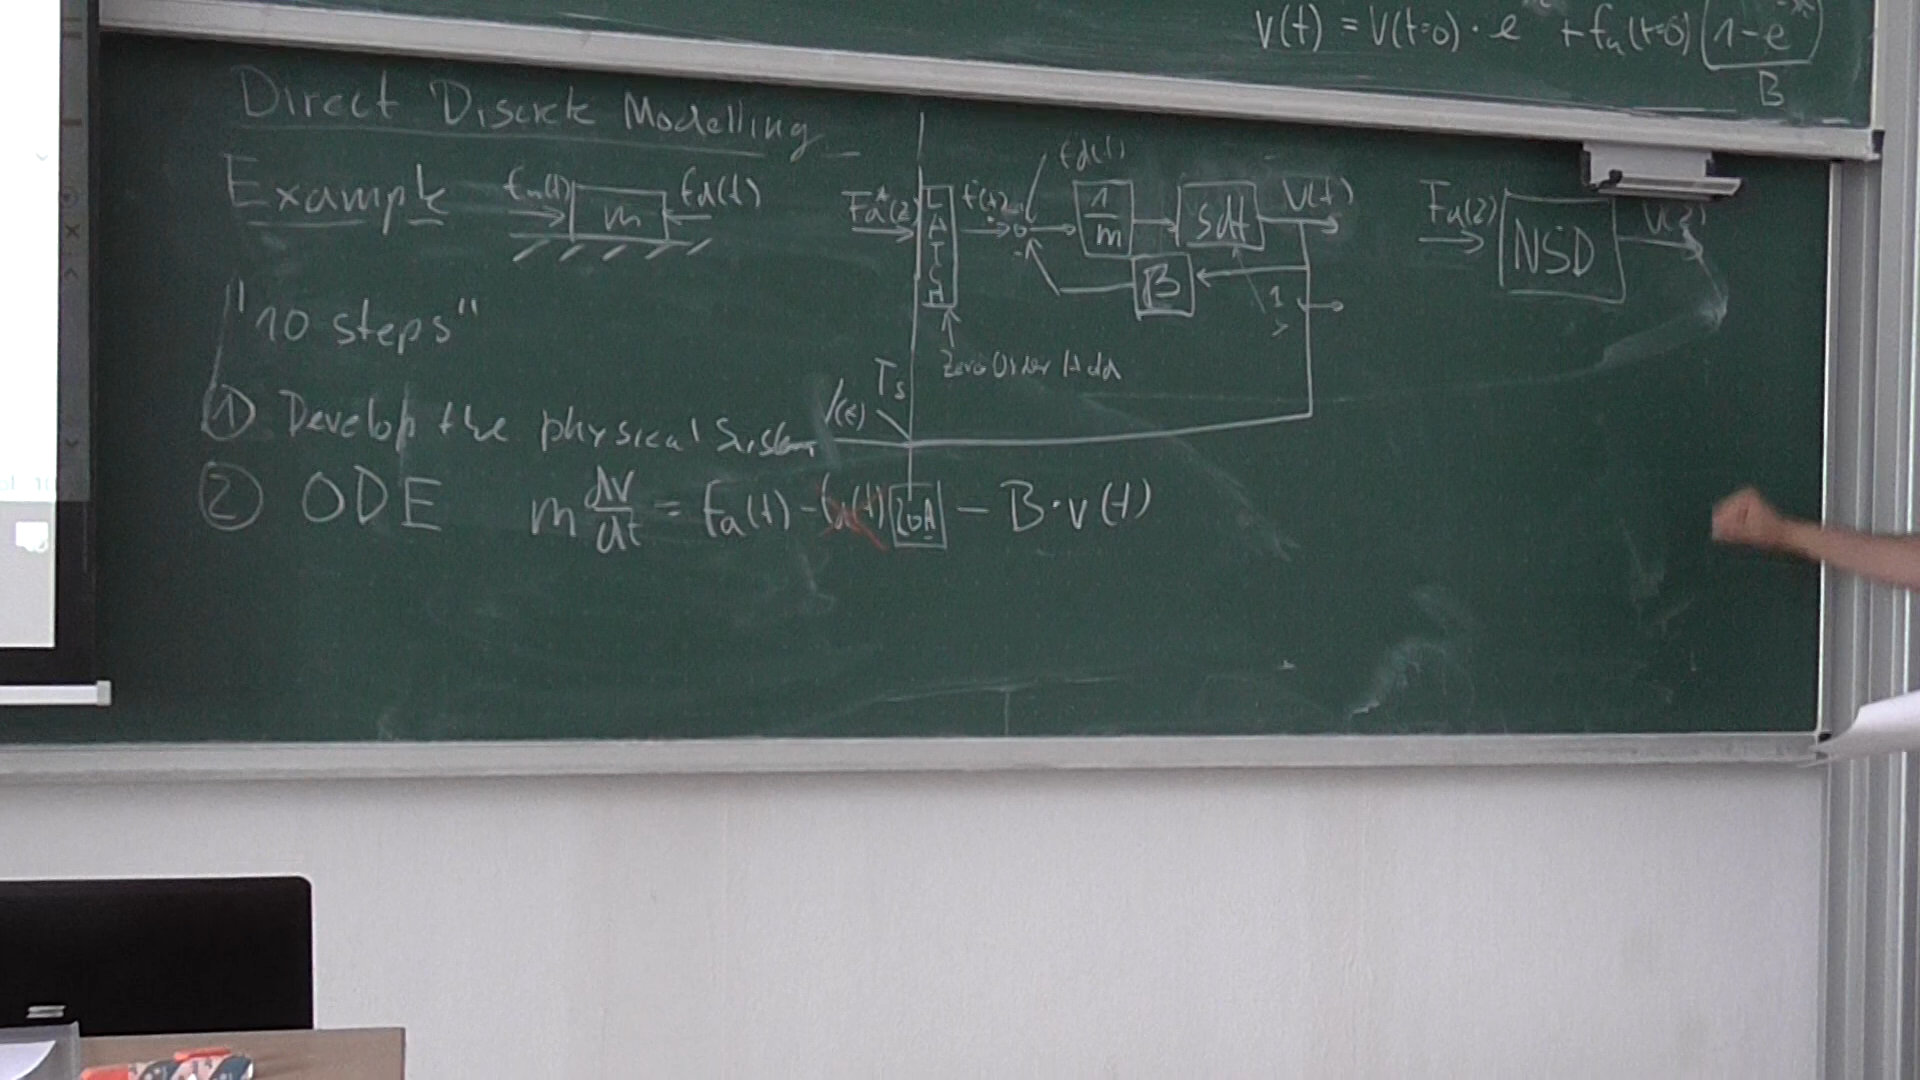 v(t) = v(t=0) · e + fa(t=0) (1-e
B
Direct Discrete Modelling
Example fa(t) m fd(t)
Fa*(z) LATCH f(t) fd(t) 1/m ∫dt v(t)
B
Fa(z) NSD v(z)
"10 steps"
Zero Order Hold
Ts
① Develop the physical System
② ODE m dv/dt = fa(t) - B·v(t)